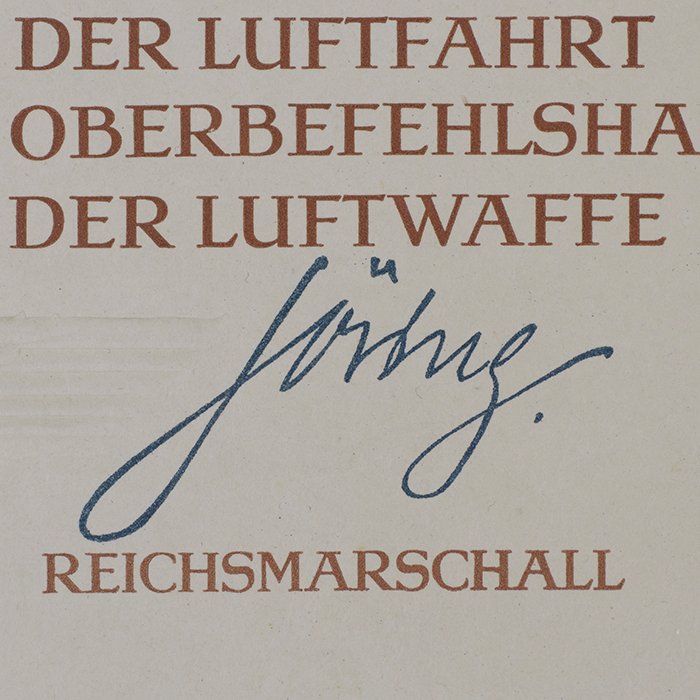 DER LUFTFAHRT
OBERBEFEHLSHA
DER LUFTWAFFE
Göring.
REICHSMARSCHALL